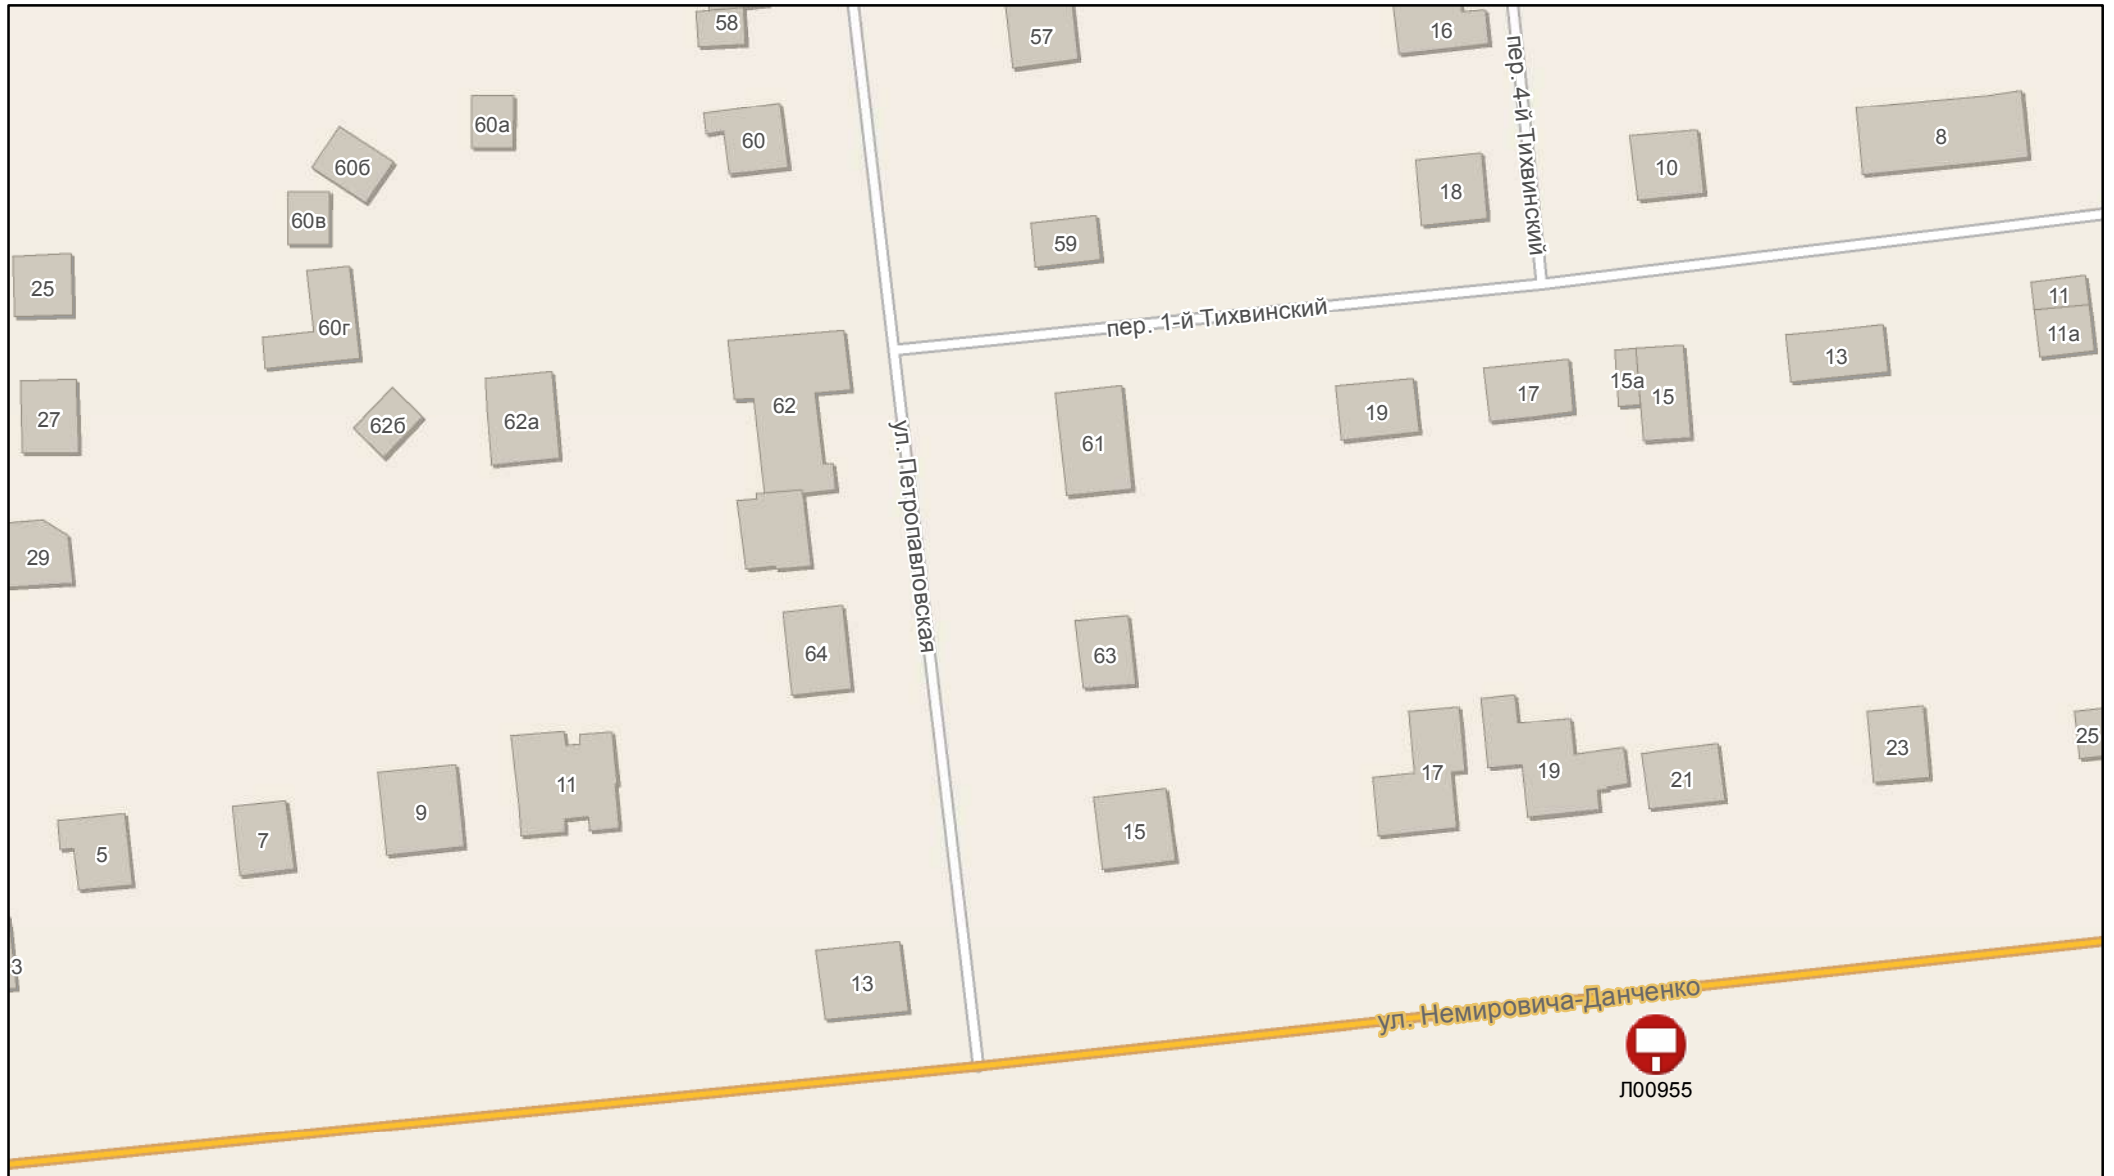 58
57
16
пер. 4-й Тихвинский
60а
60
8
60б
10
18
60в
59
25
11
пер. 1-й Тихвинский
60г
11а
13
15а
17
15
62
19
27
62б
62а
61
ул. Петропавловская
29
64
63
25
23
17
19
21
11
9
15
7
5
3
13
ул. Немировича-Данченко
Л00955